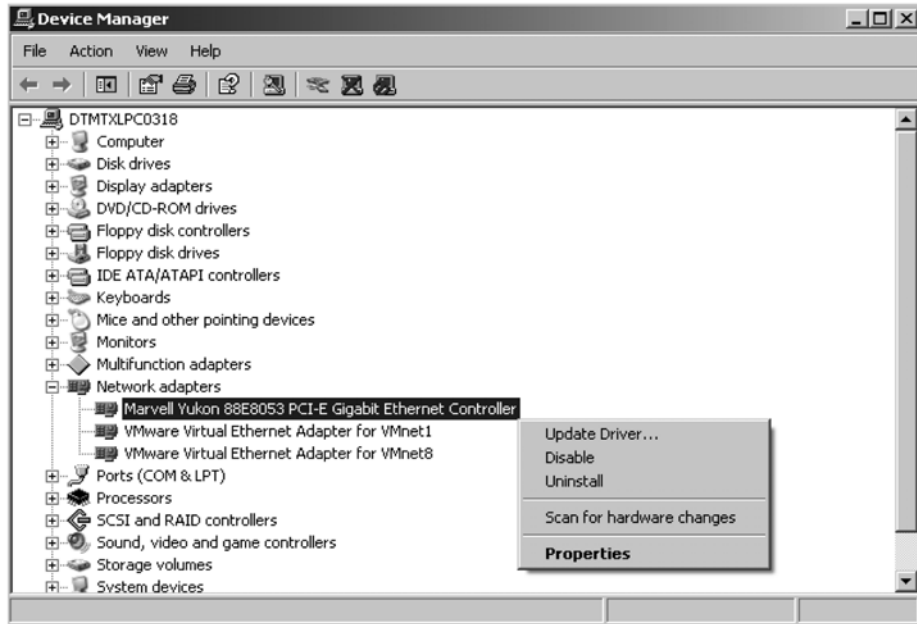 Device Manager
File Action View Help
DTMTXLPC0318
Computer
Disk drives
Display adapters
DVD/CD-ROM drives
Floppy disk controllers
Floppy disk drives
IDE ATA/ATAPI controllers
Keyboards
Mice and other pointing devices
Monitors
Multifunction adapters
Network adapters
Marvell Yukon 88E8053 PCI-E Gigabit Ethernet Controller
VMware Virtual Ethernet Adapter for VMnet1
VMware Virtual Ethernet Adapter for VMnet8
Ports (COM & LPT)
Processors
SCSI and RAID controllers
Sound, video and game controllers
Storage volumes
System devices
Update Driver...
Disable
Uninstall
Scan for hardware changes
Properties